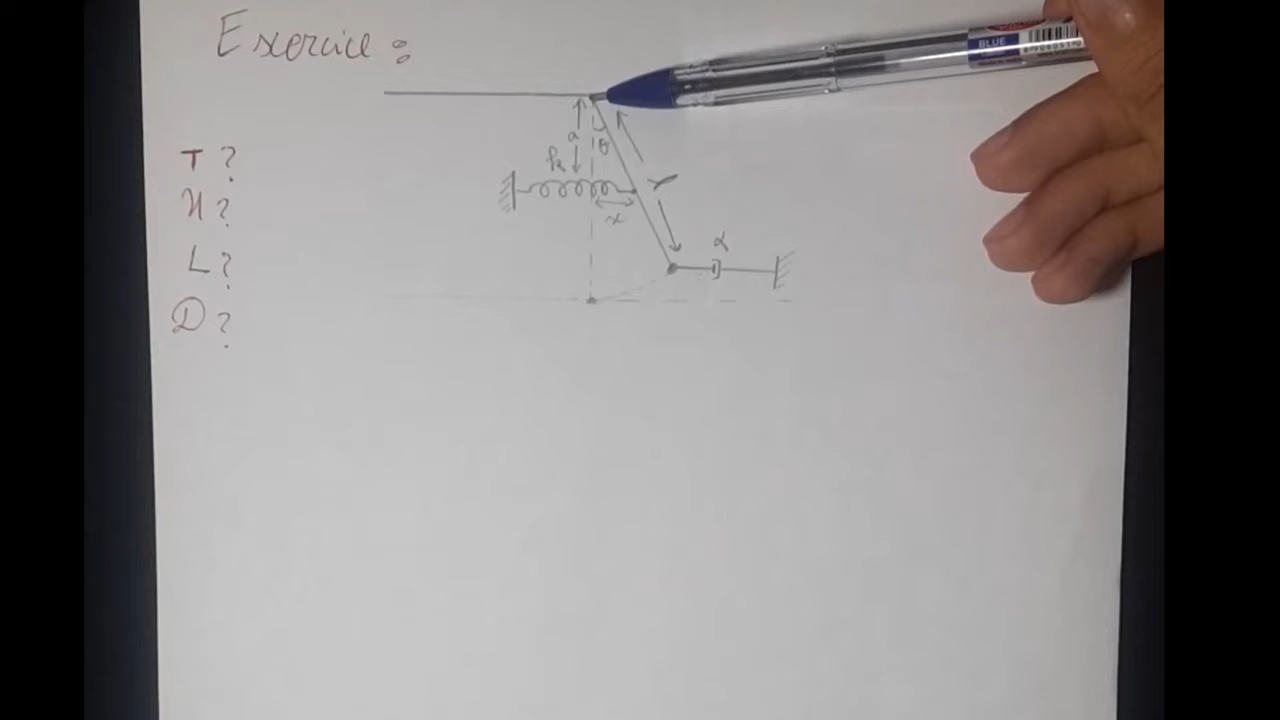 Exercice :
BLUE
a
θ
k
x
α
T ?
U ?
L ?
D ?